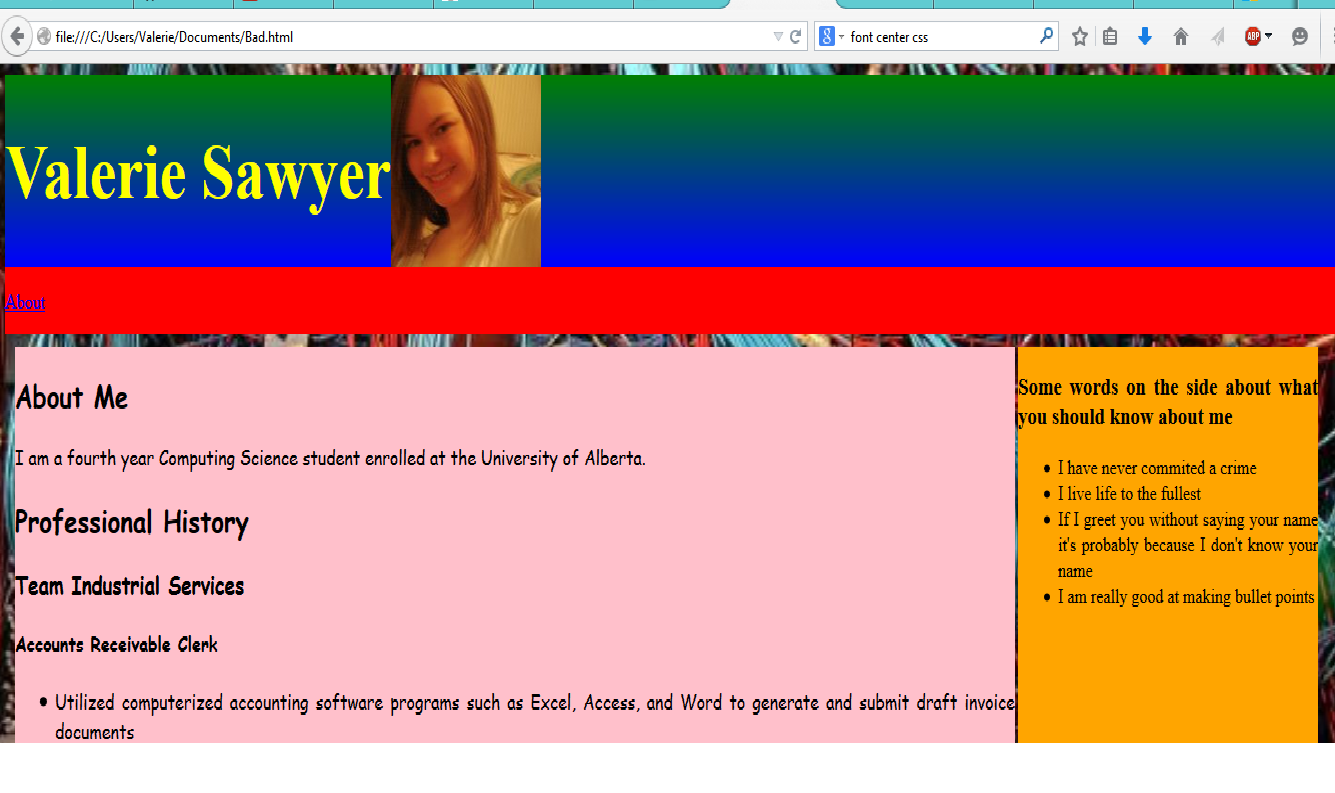 file:///C:/Users/Valerie/Documents/Bad.html
font center css
Valerie Sawyer
About
About Me
I am a fourth year Computing Science student enrolled at the University of Alberta.
Professional History
Team Industrial Services
Accounts Receivable Clerk
Utilized computerized accounting software programs such as Excel, Access, and Word to generate and submit draft invoice
documents
Some words on the side about what
you should know about me
I have never commited a crime
I live life to the fullest
If I greet you without saying your name
it's probably because I don't know your
name
I am really good at making bullet points